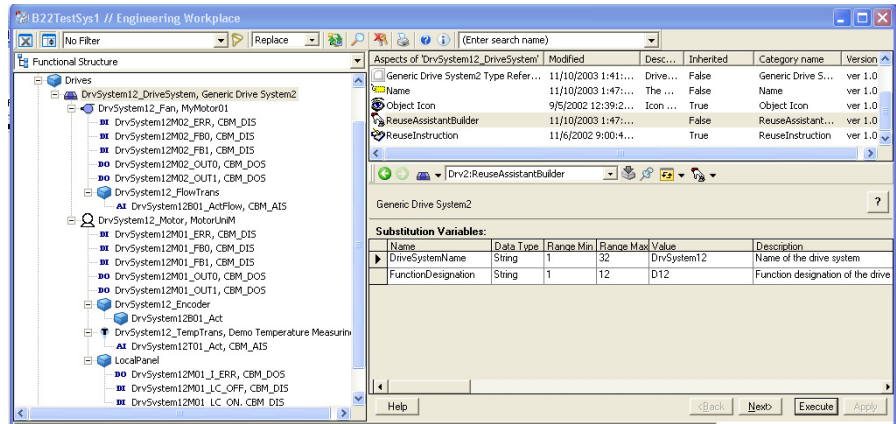 B22TestSys1 // Engineering Workplace
No Filter
Replace
(Enter search name)
Functional Structure
Drives
DrvSystem12_DriveSystem, Generic Drive System2
DrvSystem12_Fan, MyMotor01
DI DrvSystem12M02_ERR, CBM_DIS
DI DrvSystem12M02_FB0, CBM_DIS
DI DrvSystem12M02_FB1, CBM_DIS
DO DrvSystem12M02_OUT0, CBM_DOS
DO DrvSystem12M02_OUT1, CBM_DOS
DrvSystem12_FlowTrans
AI DrvSystem12B01_ActFlow, CBM_AIS
DrvSystem12_Motor, MotorUniM
DI DrvSystem12M01_ERR, CBM_DIS
DI DrvSystem12M01_FB0, CBM_DIS
DI DrvSystem12M01_FB1, CBM_DIS
DO DrvSystem12M01_OUT0, CBM_DOS
DO DrvSystem12M01_OUT1, CBM_DOS
DrvSystem12_Encoder
DrvSystem12B01_Act
DrvSystem12_TempTrans, Demo Temperature Measurin
AI DrvSystem12T01_Act, CBM_AIS
LocalPanel
DO DrvSystem12M01_I_ERR, CBM_DOS
DI DrvSystem12M01_LC_OFF, CBM_DIS
DI DrvSystem12M01_LC_ON, CBM_DIS
Aspects of 'DrvSystem12_DriveSystem' Modified Desc... Inherited Category name Version
Generic Drive System2 Type Refer... 11/10/2003 1:41:... Drive... False Generic Drive S... ver 1.0
Name 11/10/2003 1:47:... The ... False Name ver 1.0
Object Icon 9/5/2002 12:39:2... Icon ... True Object Icon ver 1.0
ReuseAssistantBuilder 11/10/2003 1:47:... False ReuseAssistant... ver 1.0
ReuseInstruction 11/6/2002 9:00:4... True ReuseInstruction ver 1.0
Drv2:ReuseAssistantBuilder
Generic Drive System2
?
Substitution Variables:
Name Data Type Range Min Range Max Value Description
DriveSystemName String 1 32 DrvSystem12 Name of the drive system
FunctionDesignation String 1 12 D12 Function designation of the drive
Help <Back Next> Execute Apply